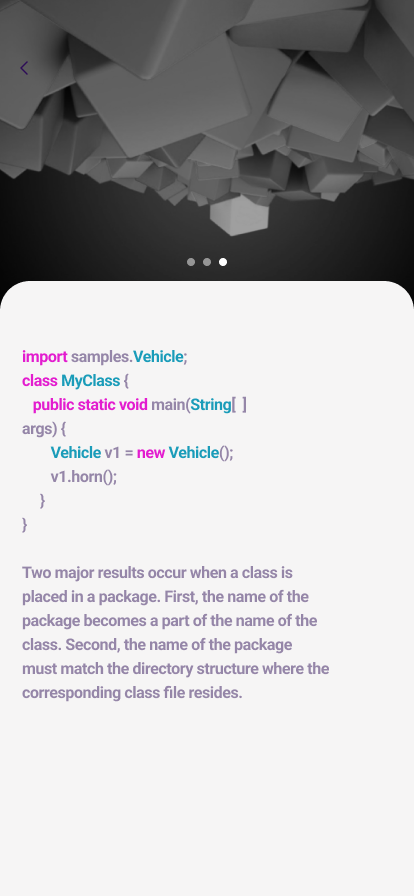 import samples.Vehicle;
class MyClass {
public static void main(String[ ]
args) {
Vehicle v1 = new Vehicle();
v1.horn();
}
}
Two major results occur when a class is
placed in a package. First, the name of the
package becomes a part of the name of the
class. Second, the name of the package
must match the directory structure where the
corresponding class file resides.